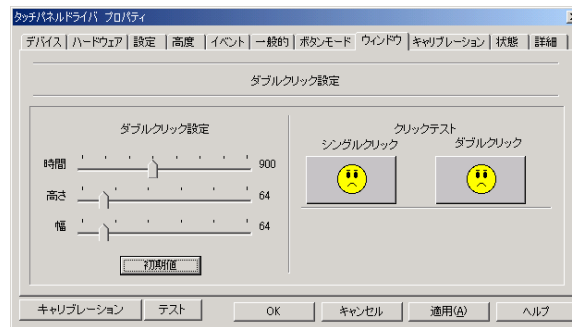 タッチパネルドライバ プロパティ
デバイス ハードウェア 設定 高度 イベント 一般的 ボタンモード ウィンドウ キャリブレーション 状態 詳細
ダブルクリック設定
ダブルクリック設定
時間 900
高さ 64
幅 64
初期値
クリックテスト
シングルクリック ダブルクリック
キャリブレーション テスト OK キャンセル 適用(A) ヘルプ